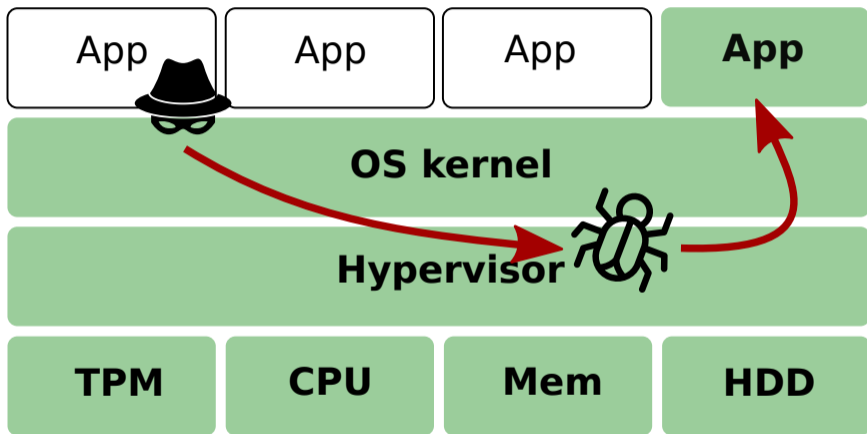 App
App
App
App
OS kernel
Hypervisor
TPM
CPU
Mem
HDD